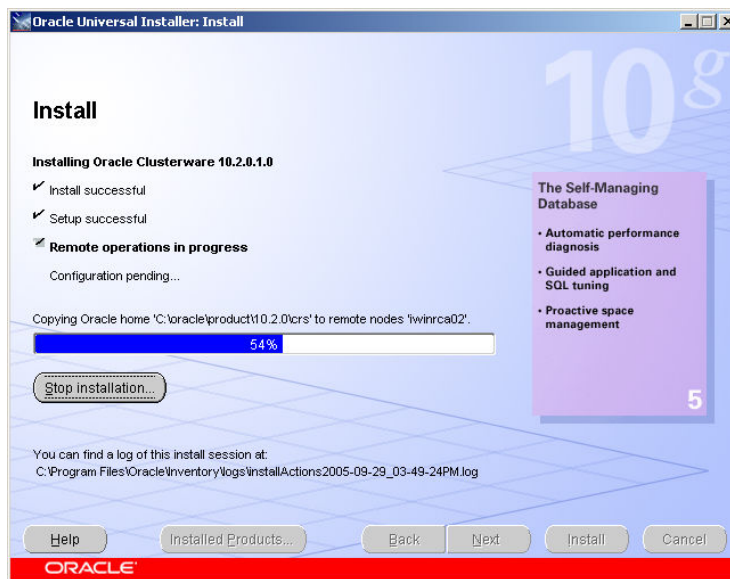 Oracle Universal Installer: Install
10g
Install
Installing Oracle Clusterware 10.2.0.1.0
Install successful
Setup successful
Remote operations in progress
Configuration pending...
Copying Oracle home 'C:\oracle\product\10.2.0\crs' to remote nodes 'iwinrca02'.
54%
Stop installation...
The Self-Managing
Database
• Automatic performance
diagnosis
• Guided application and
SQL tuning
• Proactive space
management
5
You can find a log of this install session at:
C:\Program Files\Oracle\Inventory\logs\installActions2005-09-29_03-49-24PM.log
Help
Installed Products...
Back
Next
Install
Cancel
ORACLE